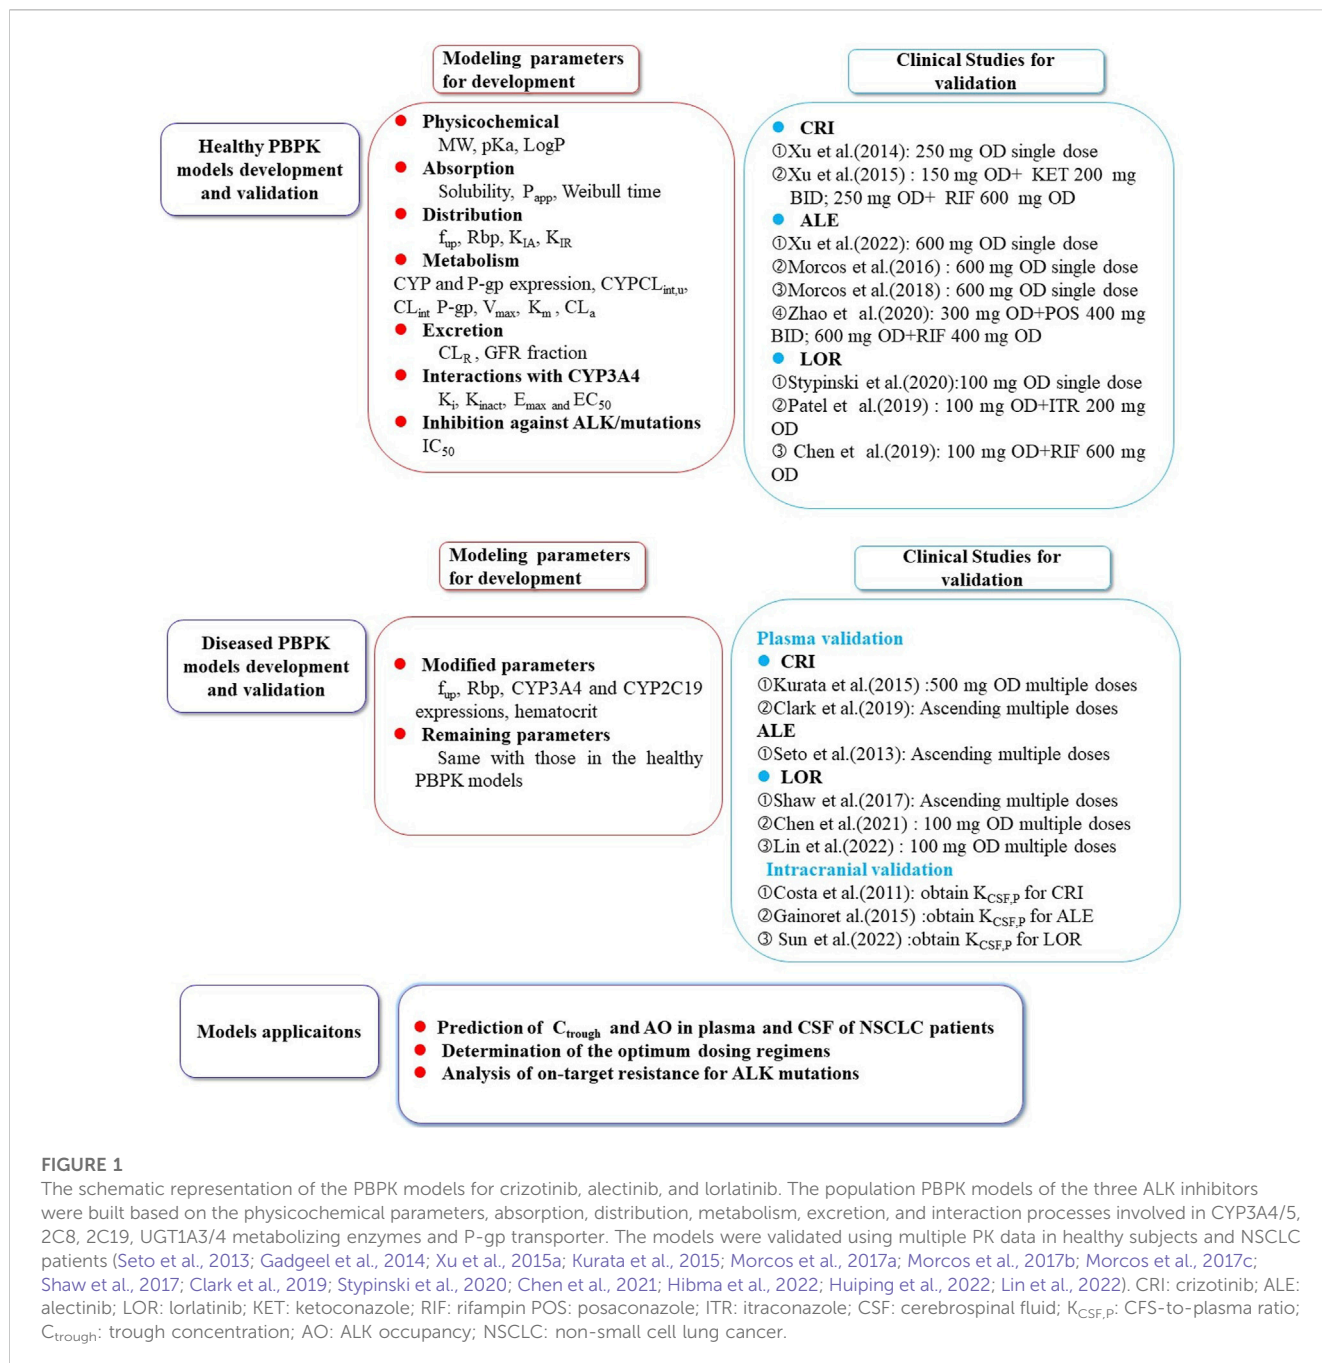 Modeling parameters
for development
Clinical Studies for
validation
Healthy PBPK
models development
and validation
● Physicochemical
MW, pKa, LogP
● Absorption
Solubility, Papp, Weibull time
● Distribution
fup, Rbp, KIA, KIR
● Metabolism
CYP and P-gp expression, CYPCLint,u,
CLint P-gp, Vmax, Km , CLa
● Excretion
CLR , GFR fraction
● Interactions with CYP3A4
Ki, Kinact, Emax and EC50
● Inhibition against ALK/mutations
IC50
● CRI
①Xu et al.(2014): 250 mg OD single dose
②Xu et al.(2015) : 150 mg OD+ KET 200 mg
BID; 250 mg OD+ RIF 600 mg OD
● ALE
①Xu et al.(2022): 600 mg OD single dose
②Morcos et al.(2016) : 600 mg OD single dose
③Morcos et al.(2018) : 600 mg OD single dose
④Zhao et al.(2020): 300 mg OD+POS 400 mg
BID; 600 mg OD+RIF 400 mg OD
● LOR
①Stypinski et al.(2020):100 mg OD single dose
②Patel et al.(2019) : 100 mg OD+ITR 200 mg
OD
③ Chen et al.(2019): 100 mg OD+RIF 600 mg
OD
Modeling parameters
for development
Clinical Studies for
validation
Diseased PBPK
models development
and validation
● Modified parameters
fup, Rbp, CYP3A4 and CYP2C19
expressions, hematocrit
● Remaining parameters
Same with those in the healthy
PBPK models
Plasma validation
● CRI
①Kurata et al.(2015) :500 mg OD multiple doses
②Clark et al.(2019): Ascending multiple doses
ALE
①Seto et al.(2013): Ascending multiple doses
● LOR
①Shaw et al.(2017): Ascending multiple doses
②Chen et al.(2021) : 100 mg OD multiple doses
③Lin et al.(2022) : 100 mg OD multiple doses
Intracranial validation
①Costa et al.(2011): obtain KCSF,P for CRI
②Gainoret al.(2015) :obtain KCSF,P for ALE
③ Sun et al.(2022) :obtain KCSF,P for LOR
Models applicaitons
● Prediction of Ctrough and AO in plasma and CSF of NSCLC patients
● Determination of the optimum dosing regimens
● Analysis of on-target resistance for ALK mutations
FIGURE 1
The schematic representation of the PBPK models for crizotinib, alectinib, and lorlatinib. The population PBPK models of the three ALK inhibitors
were built based on the physicochemical parameters, absorption, distribution, metabolism, excretion, and interaction processes involved in CYP3A4/5,
2C8, 2C19, UGT1A3/4 metabolizing enzymes and P-gp transporter. The models were validated using multiple PK data in healthy subjects and NSCLC
patients (Seto et al., 2013; Gadgeel et al., 2014; Xu et al., 2015a; Kurata et al., 2015; Morcos et al., 2017a; Morcos et al., 2017b; Morcos et al., 2017c;
Shaw et al., 2017; Clark et al., 2019; Stypinski et al., 2020; Chen et al., 2021; Hibma et al., 2022; Huiping et al., 2022; Lin et al., 2022). CRI: crizotinib; ALE:
alectinib; LOR: lorlatinib; KET: ketoconazole; RIF: rifampin POS: posaconazole; ITR: itraconazole; CSF: cerebrospinal fluid; KCSF,P: CFS-to-plasma ratio;
Ctrough: trough concentration; AO: ALK occupancy; NSCLC: non-small cell lung cancer.